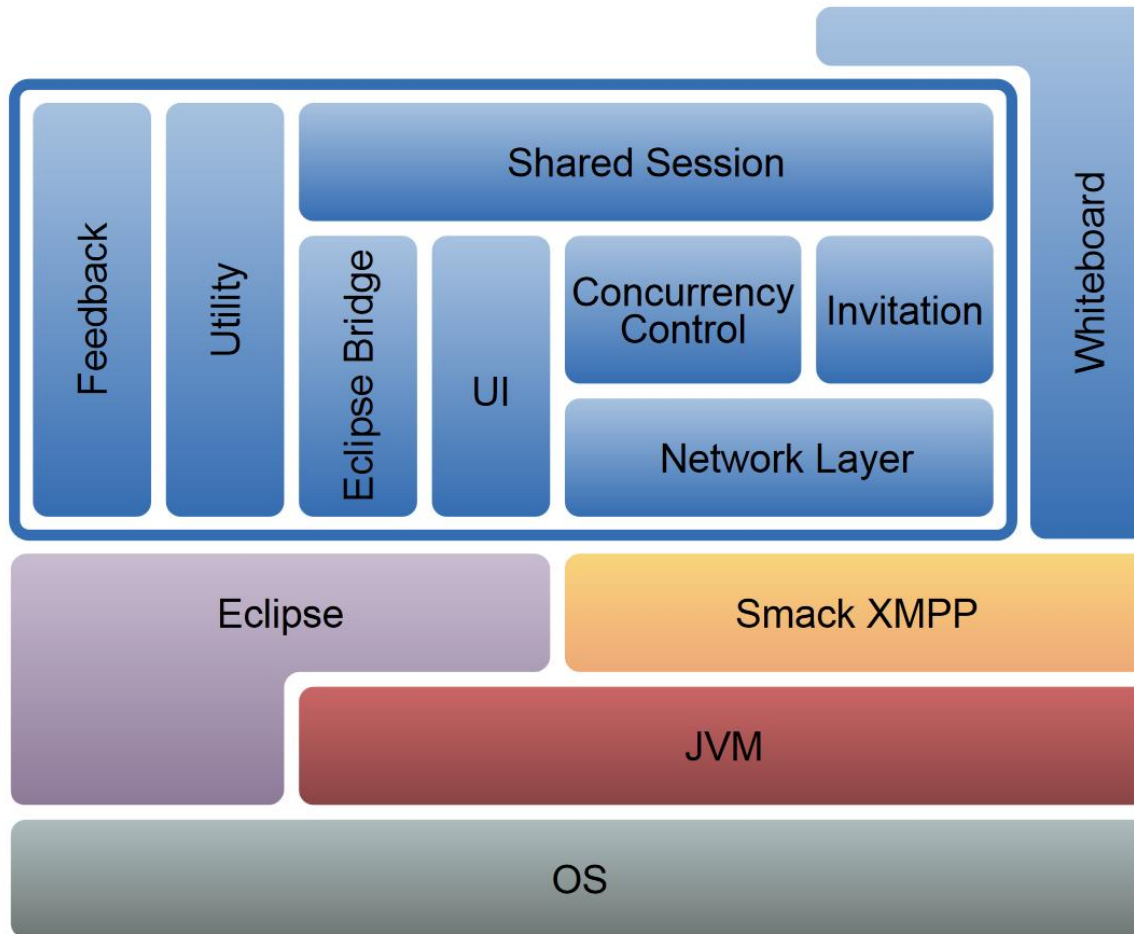 Shared Session
Feedback
Utility
Eclipse Bridge
UI
Concurrency
Control
Invitation
Network Layer
Whiteboard
Eclipse
Smack XMPP
JVM
OS